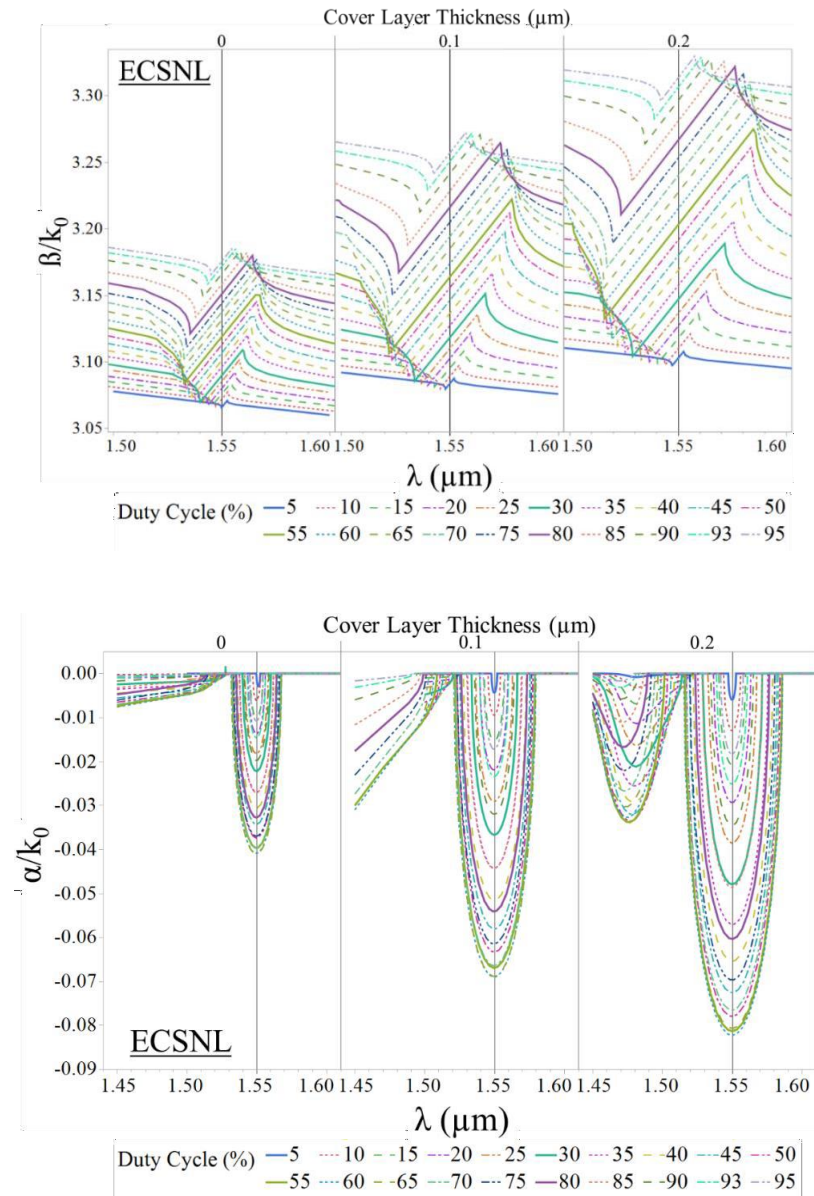 Cover Layer Thickness (µm)
0 0.1 0.2
ECSNL
3.30
3.25
3.20
ß/k0
3.15
3.10
3.05
1.50 1.55 1.60 1.50 1.55 1.60 1.50 1.55 1.60
λ (µm)
Duty Cycle (%) 5 10 15 20 25 30 35 40 45 50
55 60 65 70 75 80 85 90 93 95
Cover Layer Thickness (µm)
0 0.1 0.2
0.00
-0.01
-0.02
-0.03
α/k0
-0.04
-0.05
-0.06
-0.07
-0.08
ECSNL
-0.09
1.45 1.50 1.55 1.60 1.45 1.50 1.55 1.60 1.45 1.50 1.55 1.60
λ (µm)
Duty Cycle (%) 5 10 15 20 25 30 35 40 45 50
55 60 65 70 75 80 85 90 93 95